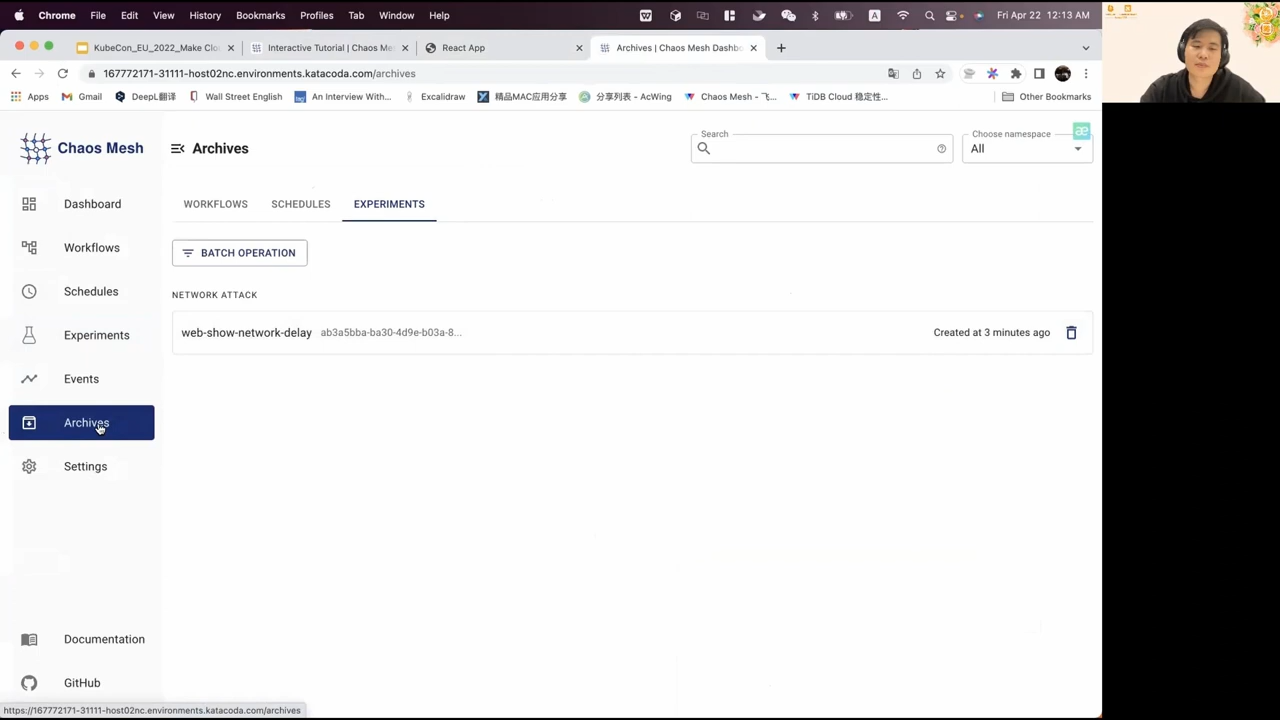 Chrome File Edit View History Bookmarks Profiles Tab Window Help A Fri Apr 22 12:13 AM
KubeCon_EU_2022_Make Clo Interactive Tutorial | Chaos Me React App Archives | Chaos Mesh Dashbo
167772171-31111-host02nc.environments.katacoda.com/archives
Apps Gmail DeepL翻译 Wall Street English An Interview With... Excalidraw 精品MAC应用分享 分享列表 - AcWing Chaos Mesh - 飞... TiDB Cloud 稳定性... Other Bookmarks
Chaos Mesh
Archives
Search
Choose namespace
All
Dashboard
Workflows
Schedules
Experiments
Events
Archives
Settings
Documentation
GitHub
WORKFLOWS SCHEDULES EXPERIMENTS
BATCH OPERATION
NETWORK ATTACK
web-show-network-delay ab3a5bba-ba30-4d9e-b03a-8... Created at 3 minutes ago
https://167772171-31111-host02nc.environments.katacoda.com/archives